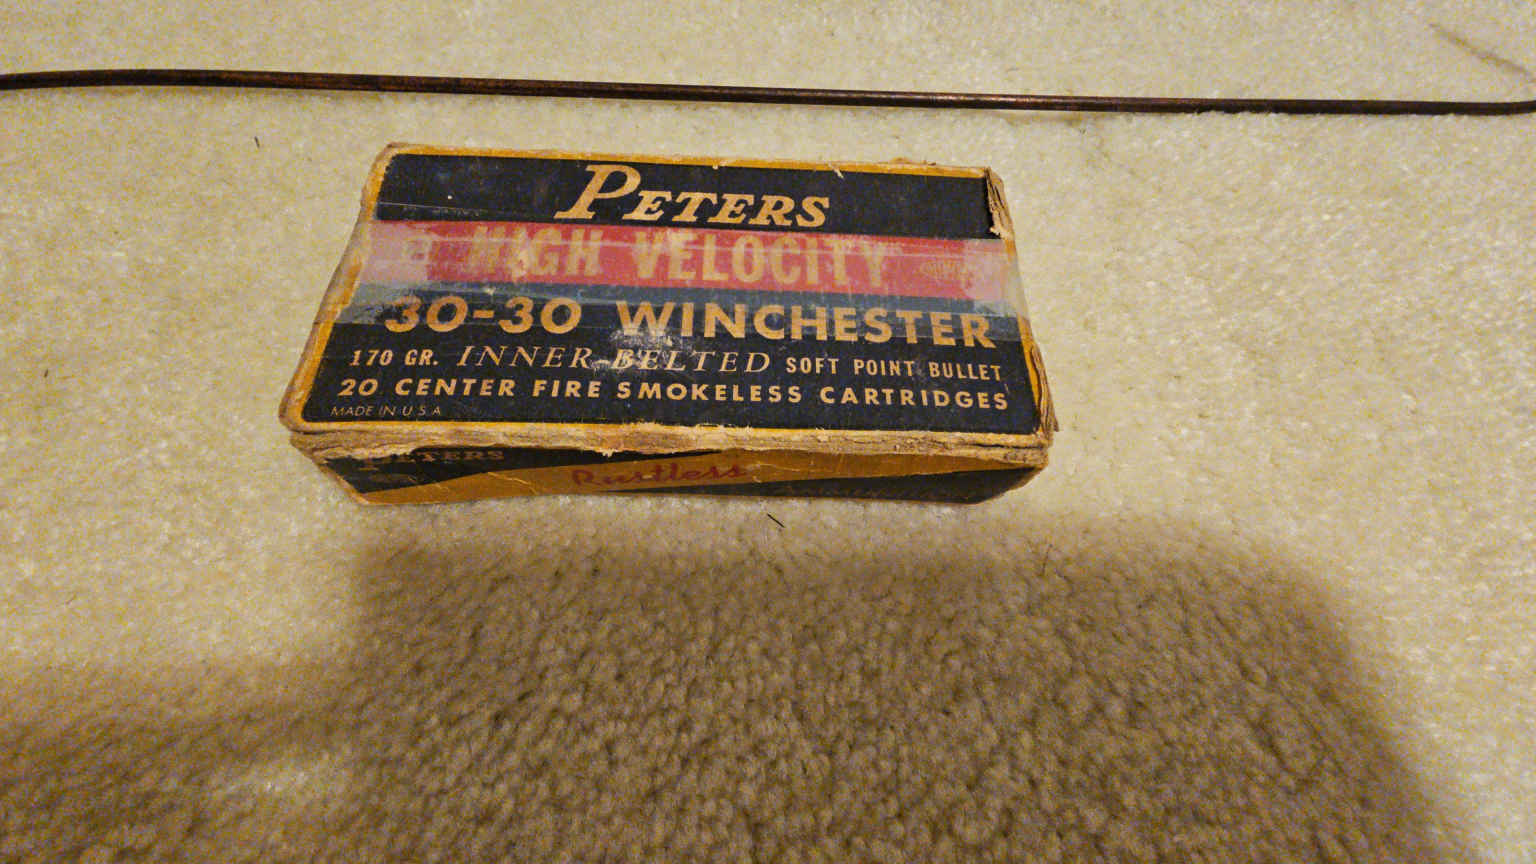 PETERS
HIGH VELOCITY
30-30 WINCHESTER
170 GR. INNER-BELTED SOFT POINT BULLET
20 CENTER FIRE SMOKELESS CARTRIDGES
MADE IN U.S.A.
PETERS
Rustless